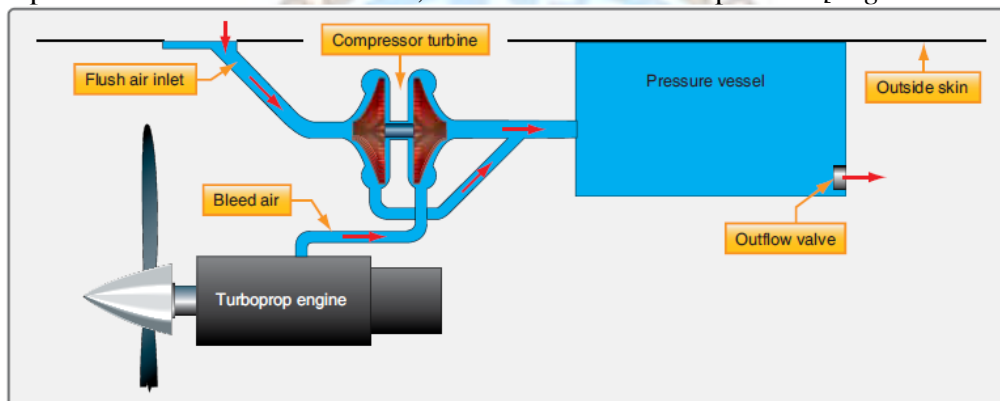 Compressor turbine
Flush air inlet
Pressure vessel
Outside skin
Bleed air
Outflow valve
Turboprop engine